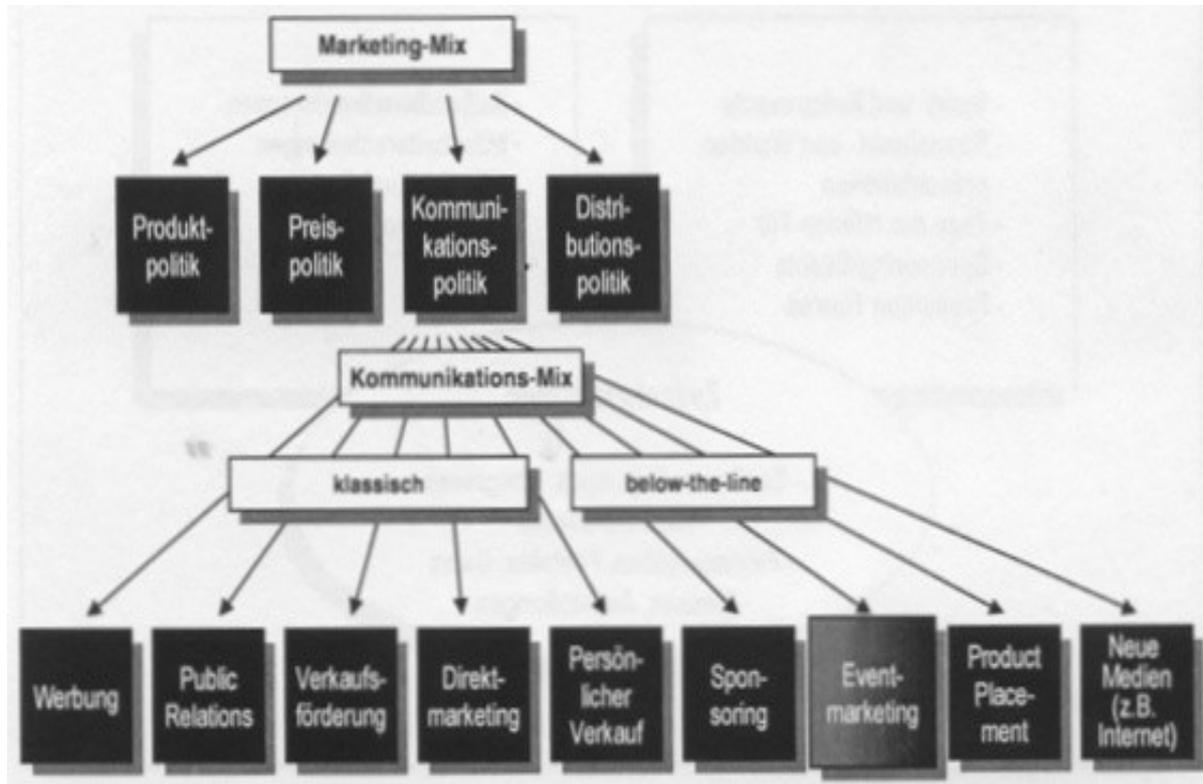 Marketing-Mix
Produkt-
politik
Preis-
politik
Kommuni-
kations-
politik
Distri-
butions-
politik
Kommunikations-Mix
klassisch
below-the-line
Werbung
Public
Relations
Verkaufs-
förderung
Direkt-
marketing
Persön-
licher
Verkauf
Spon-
soring
Event-
marketing
Product
Place-
ment
Neue
Medien
(z.B.
Internet)